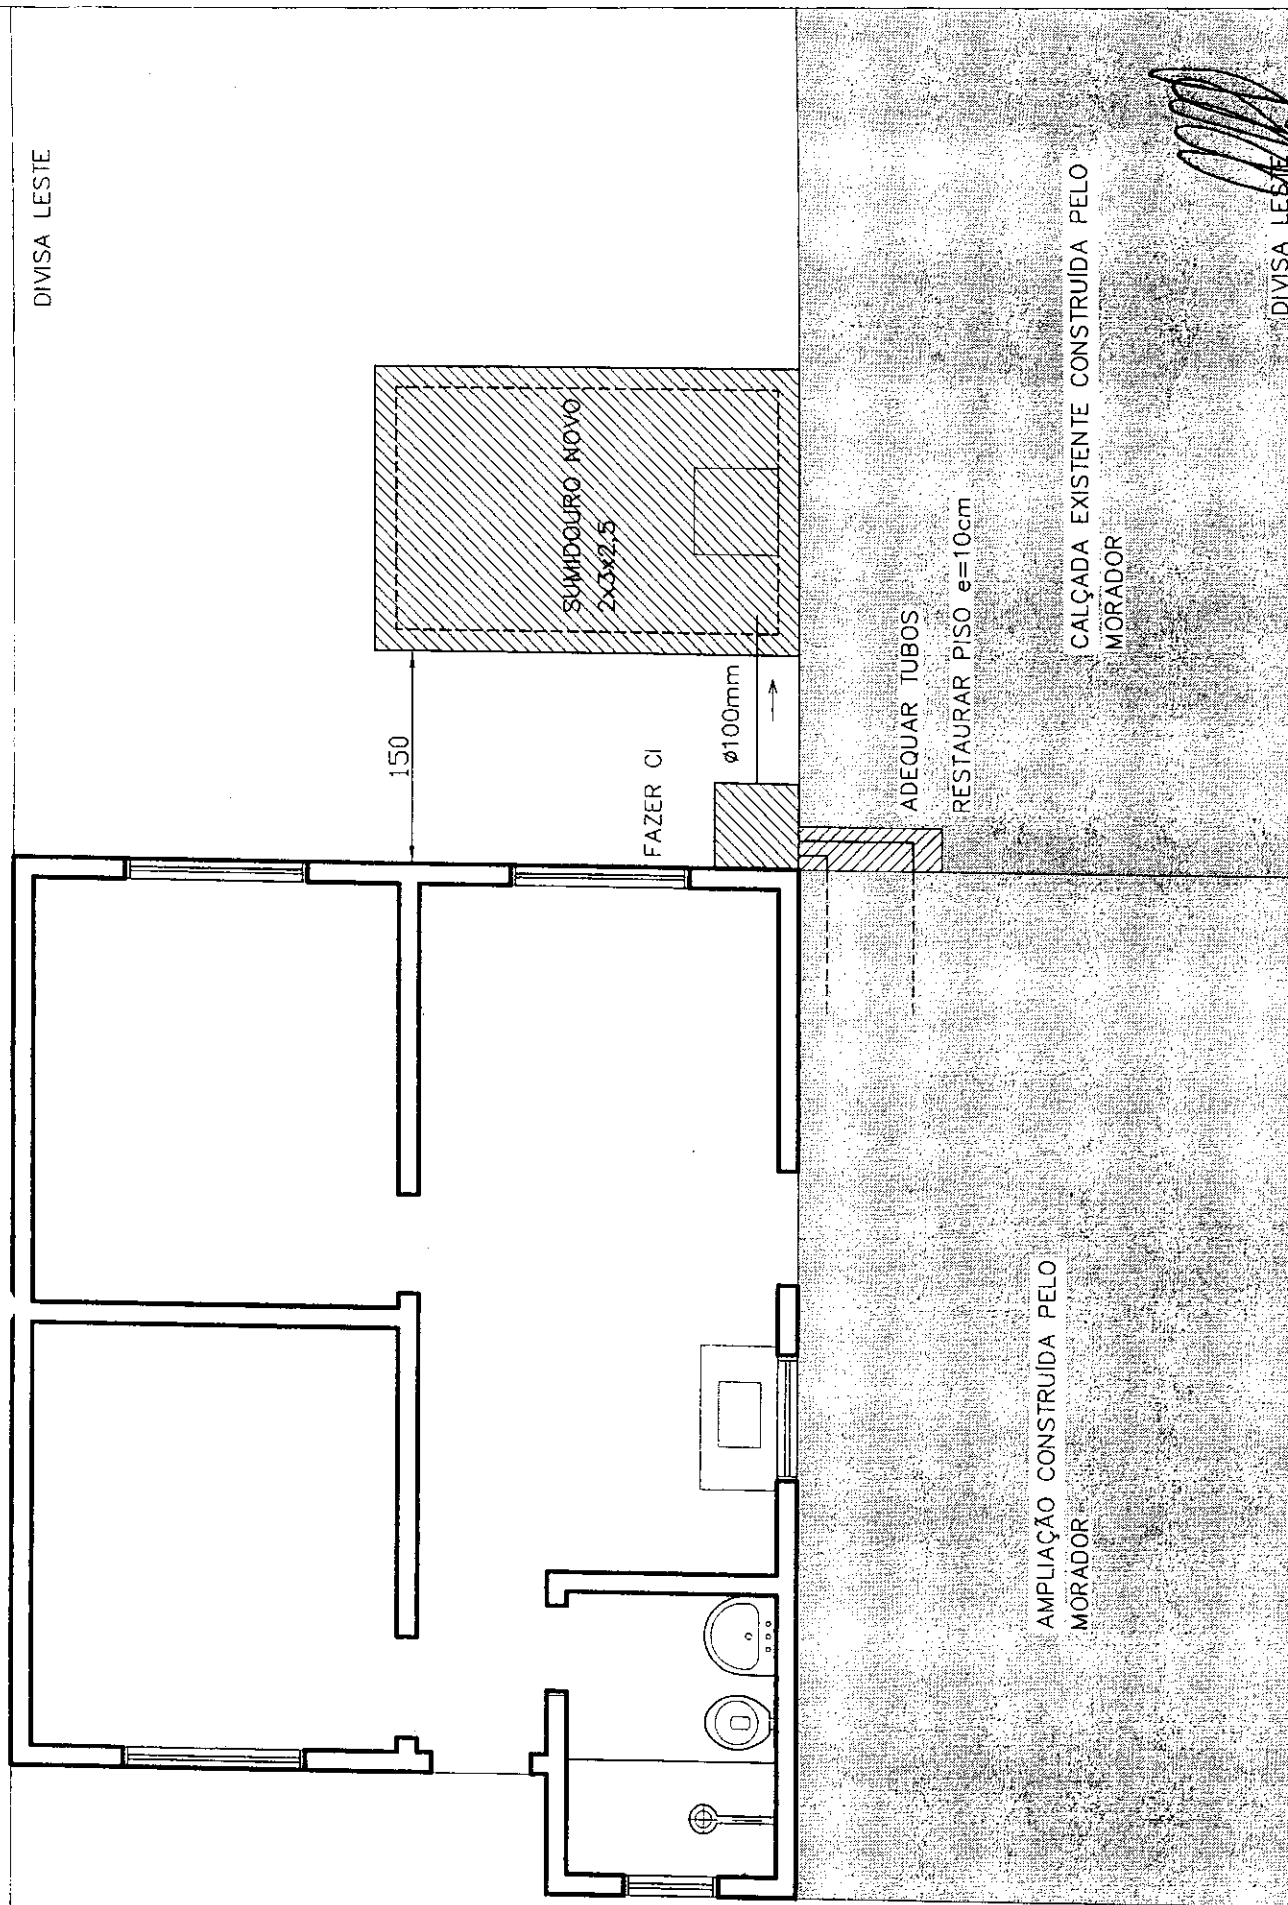 DIVISA LESTE
SUMIDOURO NOVO
2x3x2,5
150
FAZER CI
ø100mm
ADEQUAR TUBOS
RESTAURAR PISO e=10cm
CALÇADA EXISTENTE CONSTRUÍDA PELO
MORADOR
DIVISA LESTE
AMPLIAÇÃO CONSTRUÍDA PELO
MORADOR